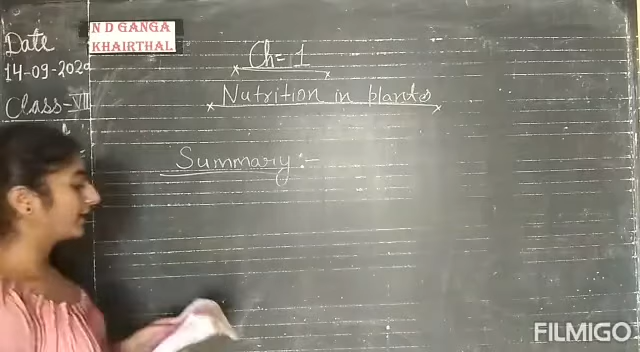 Date
14-09-2020
Class-VII
N D GANGA
KHAIRTHAL
Ch=1
Nutrition in plants
Summary:-
FILMIGO